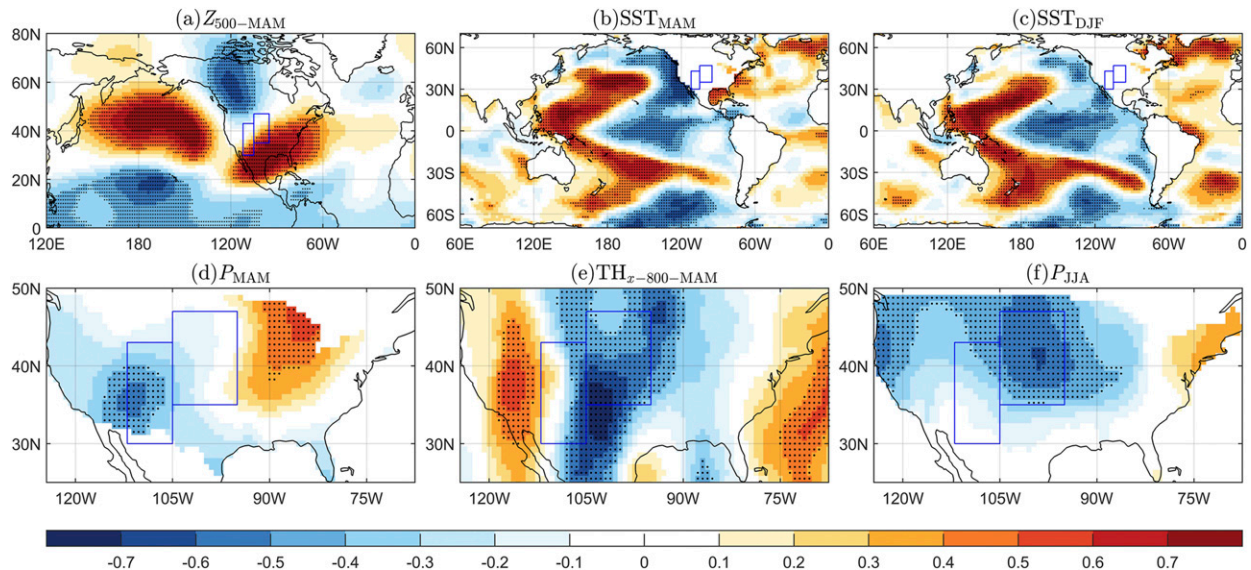 (a) Z500−MAM
(b) SSTMAM
(c) SSTDJF
80N
60N
40N
20N
0
120E 180 120W 60W 0
60N
30N
0
30S
60S
60E 120E 180 120W 60W 0
60N
30N
0
30S
60S
60E 120E 180 120W 60W 0
(d) PMAM
(e) THx−800−MAM
(f) PJJA
50N
40N
30N
120W 105W 90W 75W
50N
40N
30N
120W 105W 90W 75W
50N
40N
30N
120W 105W 90W 75W
-0.7 -0.6 -0.5 -0.4 -0.3 -0.2 -0.1 0 0.1 0.2 0.3 0.4 0.5 0.6 0.7